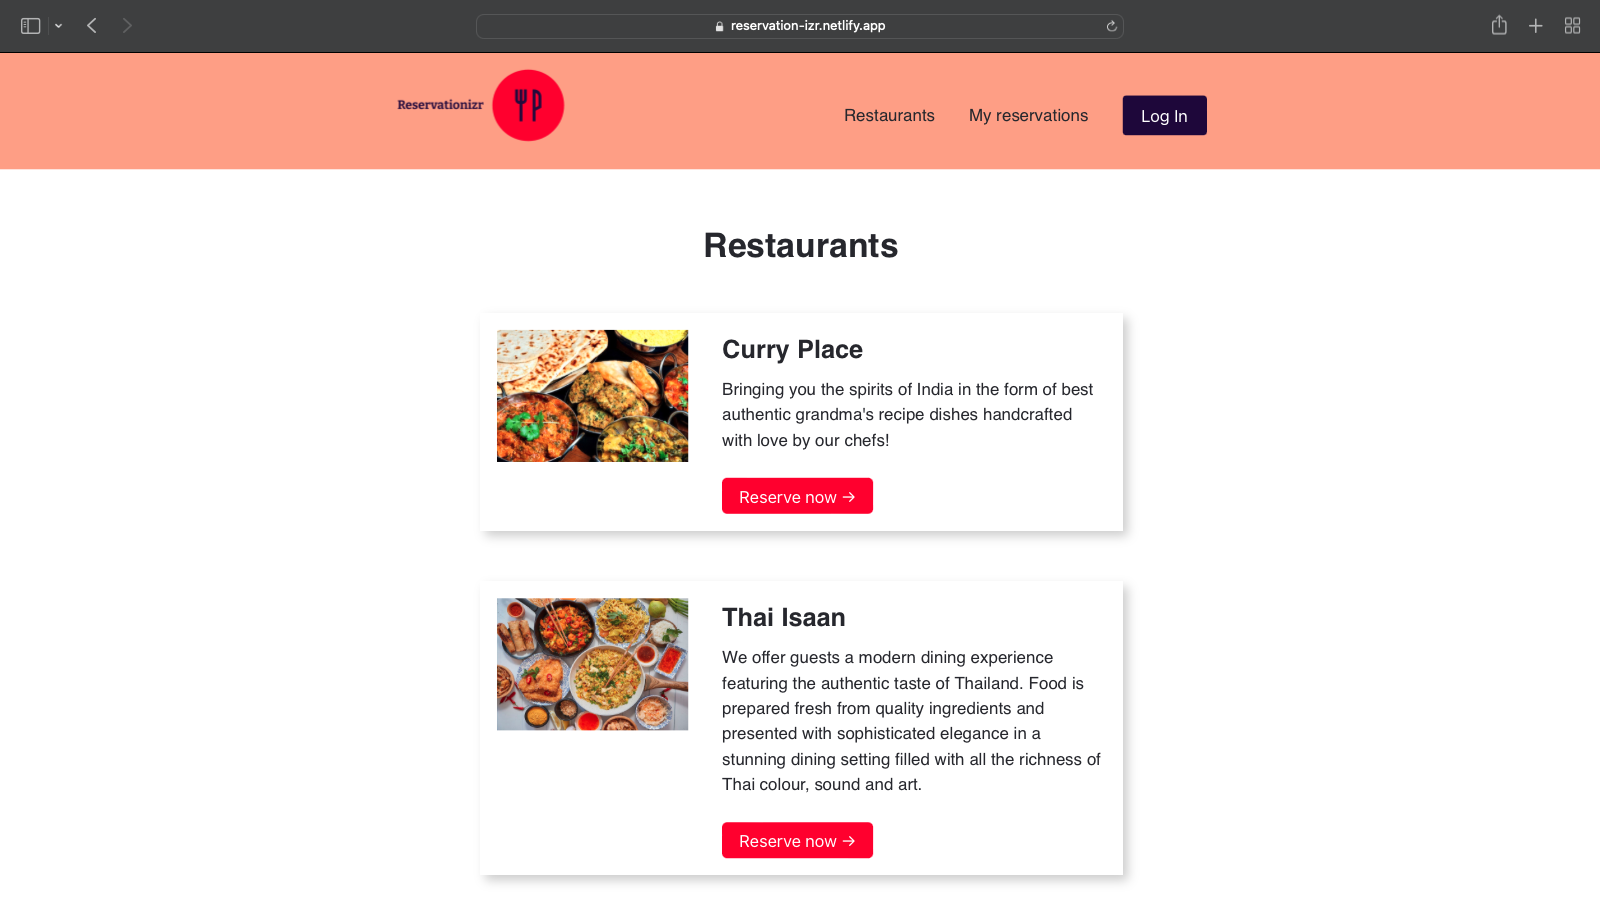 reservation-izr.netlify.app
Reservationizr
Restaurants
My reservations
Log In
Restaurants
Curry Place
Bringing you the spirits of India in the form of best
authentic grandma's recipe dishes handcrafted
with love by our chefs!
Reserve now →
Thai Isaan
We offer guests a modern dining experience
featuring the authentic taste of Thailand. Food is
prepared fresh from quality ingredients and
presented with sophisticated elegance in a
stunning dining setting filled with all the richness of
Thai colour, sound and art.
Reserve now →